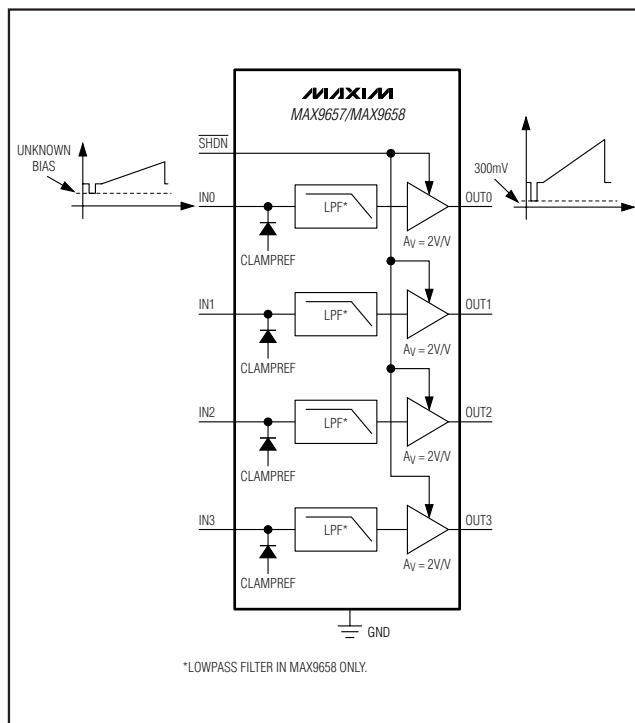 MAXIM
MAX9657/MAX9658
UNKNOWN
BIAS
SHDN
300mV
IN0
LPF*
OUT0
CLAMPREF
AV = 2V/V
IN1
LPF*
OUT1
CLAMPREF
AV = 2V/V
IN2
LPF*
OUT2
CLAMPREF
AV = 2V/V
IN3
LPF*
OUT3
CLAMPREF
AV = 2V/V
GND
*LOWPASS FILTER IN MAX9658 ONLY.